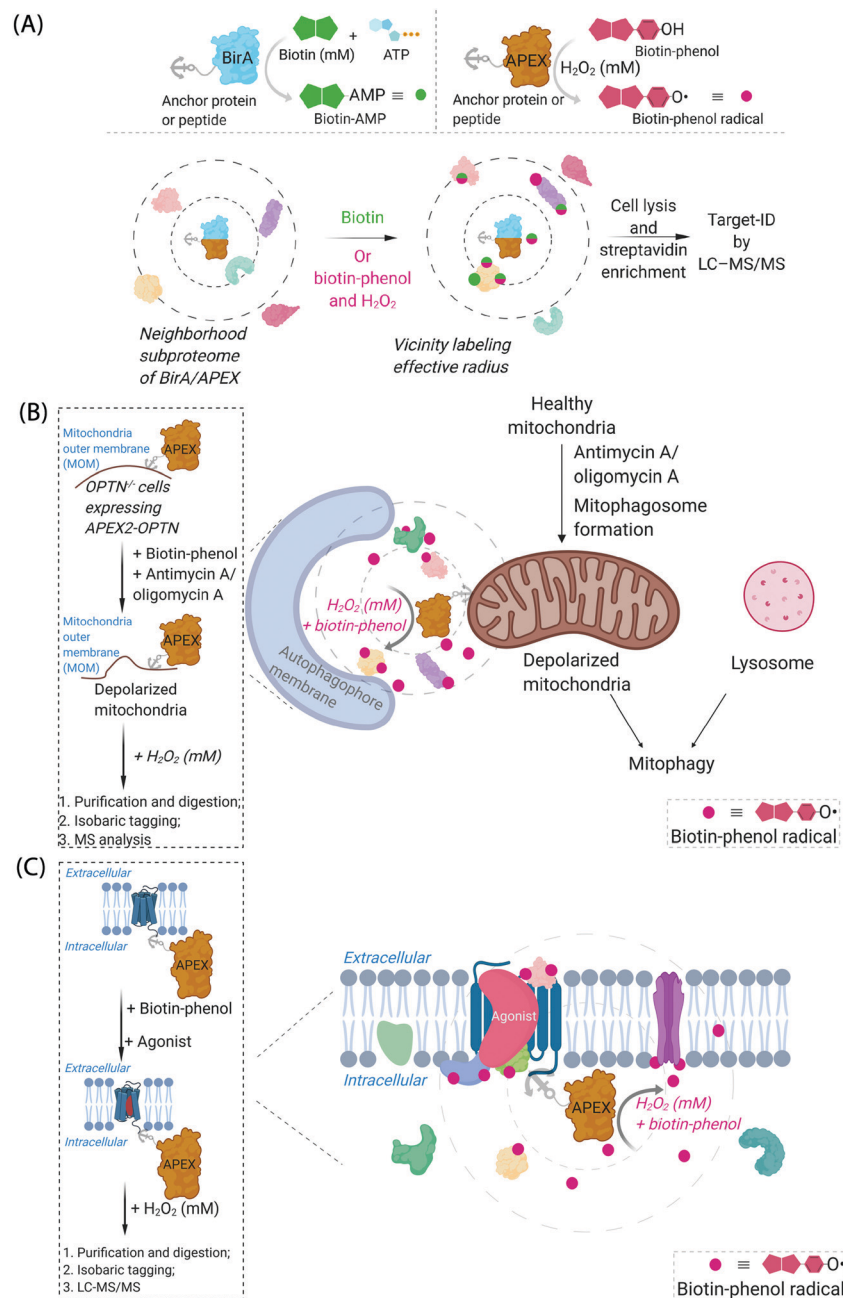 (A)
BirA
Anchor protein
or peptide
Biotin (mM)
+
ATP
AMP ≡
Biotin-AMP
APEX
Anchor protein or
peptide
OH
Biotin-phenol
H₂O₂ (mM)
O• ≡
Biotin-phenol radical
Neighborhood
subproteome
of BirA/APEX
Biotin
Or
biotin-phenol
and H₂O₂
Vicinity labeling
effective radius
Cell lysis
and
streptavidin
enrichment
Target-ID
by
LC–MS/MS
(B)
Mitochondria
outer membrane
(MOM)
APEX
OPTN⁻/⁻ cells
expressing
APEX2-OPTN
+ Biotin-phenol
+ Antimycin A/
oligomycin A
Mitochondria
outer
membrane
(MOM)
APEX
Depolarized
mitochondria
+ H₂O₂ (mM)
1. Purification and digestion;
2. Isobaric tagging;
3. MS analysis
Autophagophore
membrane
H₂O₂ (mM)
+ biotin-phenol
APEX
Healthy
mitochondria
Antimycin A/
oligomycin A
Mitophagosome
formation
Depolarized
mitochondria
Lysosome
Mitophagy
≡ O•
Biotin-phenol radical
(C)
Extracellular
Intracellular
APEX
+ Biotin-phenol
+ Agonist
Extracellular
Intracellular
APEX
+ H₂O₂ (mM)
1. Purification and digestion;
2. Isobaric tagging;
3. LC-MS/MS
Extracellular
Agonist
Intracellular
APEX
H₂O₂ (mM)
+ biotin-phenol
≡ O•
Biotin-phenol radical